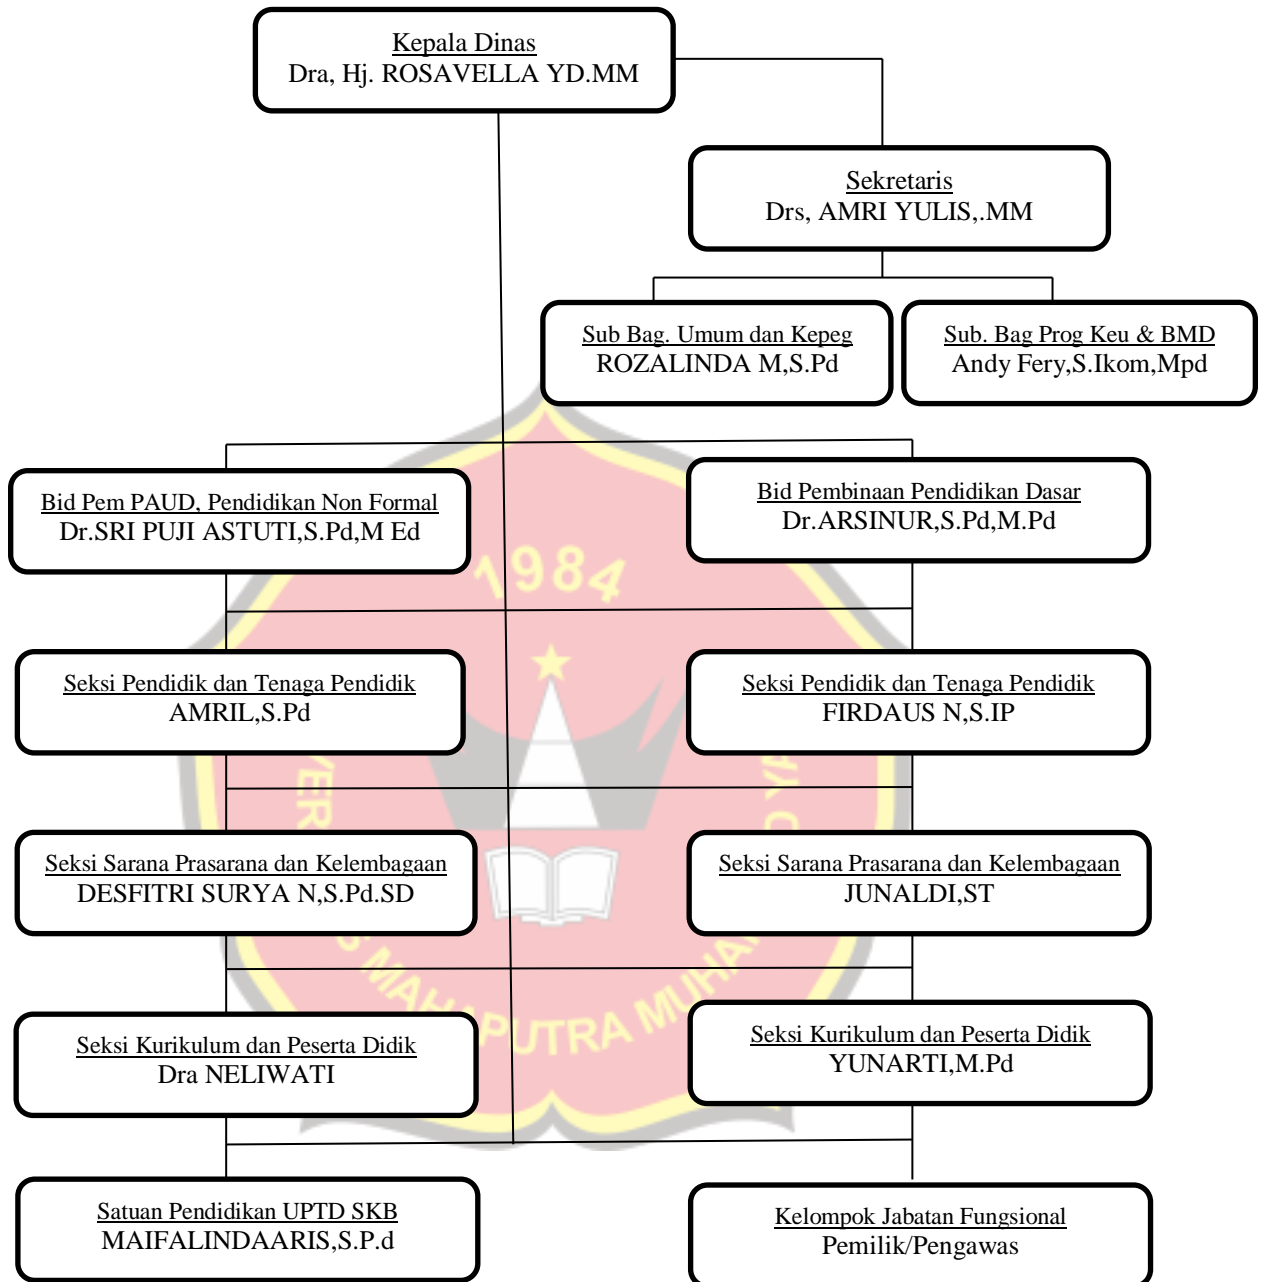 Kepala Dinas
Dra, Hj. ROSAVELLA YD.MM
Sekretaris
Drs, AMRI YULIS,.MM
Sub Bag. Umum dan Kepeg
ROZALINDA M,S.Pd
Sub. Bag Prog Keu & BMD
Andy Fery,S.Ikom,Mpd
Bid Pem PAUD, Pendidikan Non Formal
Dr.SRI PUJI ASTUTI,S.Pd,M Ed
Bid Pembinaan Pendidikan Dasar
Dr.ARSINUR,S.Pd,M.Pd
1984
Seksi Pendidik dan Tenaga Pendidik
AMRIL,S.Pd
Seksi Pendidik dan Tenaga Pendidik
FIRDAUS N,S.IP
Seksi Sarana Prasarana dan Kelembagaan
DESFITRI SURYA N,S.Pd.SD
Seksi Sarana Prasarana dan Kelembagaan
JUNALDI,ST
Seksi Kurikulum dan Peserta Didik
Dra NELIWATI
Seksi Kurikulum dan Peserta Didik
YUNARTI,M.Pd
Satuan Pendidikan UPTD SKB
MAIFALINDAARIS,S.P.d
Kelompok Jabatan Fungsional
Pemilik/Pengawas